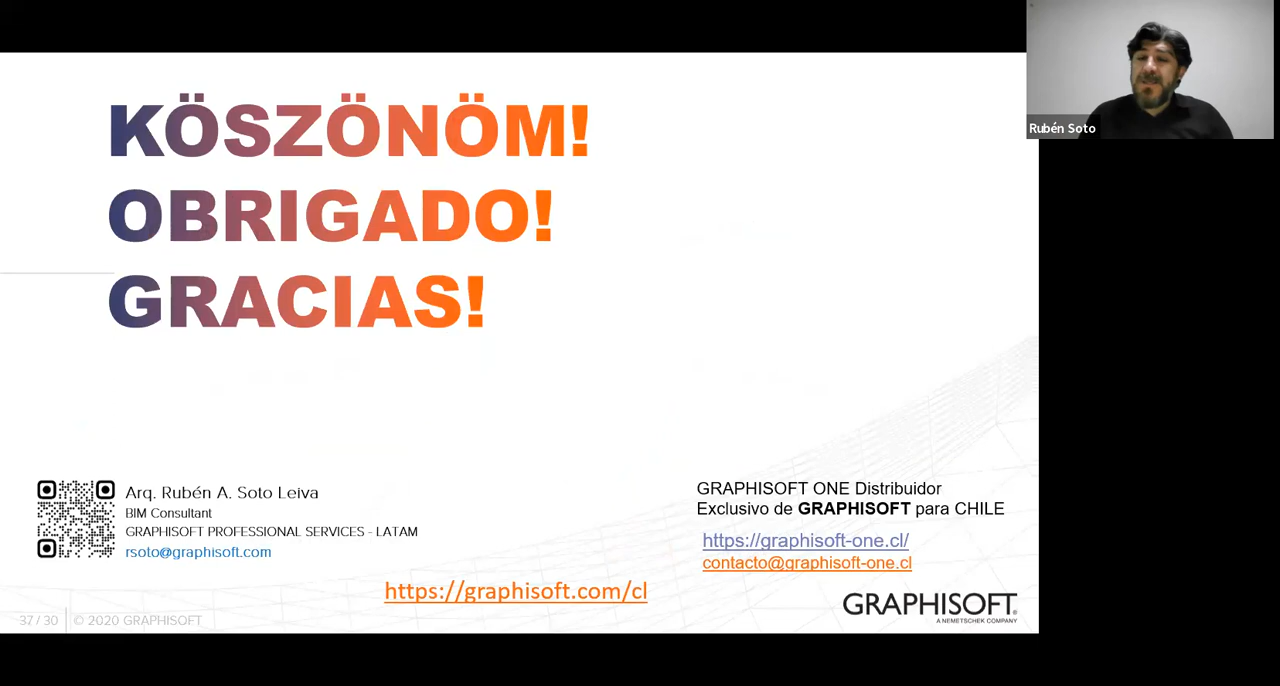 KÖSZÖNÖM!
OBRIGADO!
GRACIAS!
Rubén Soto
Arq. Rubén A. Soto Leiva
BIM Consultant
GRAPHISOFT PROFESSIONAL SERVICES - LATAM
rsoto@graphisoft.com
GRAPHISOFT ONE Distribuidor
Exclusivo de GRAPHISOFT para CHILE
https://graphisoft-one.cl/
contacto@graphisoft-one.cl
https://graphisoft.com/cl
GRAPHISOFT®
A NEMETSCHEK COMPANY
37 / 30 | © 2020 GRAPHISOFT